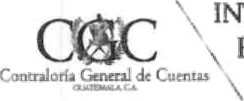 CGC
Contraloría General de Cuentas
GUATEMALA, C.A.
IN